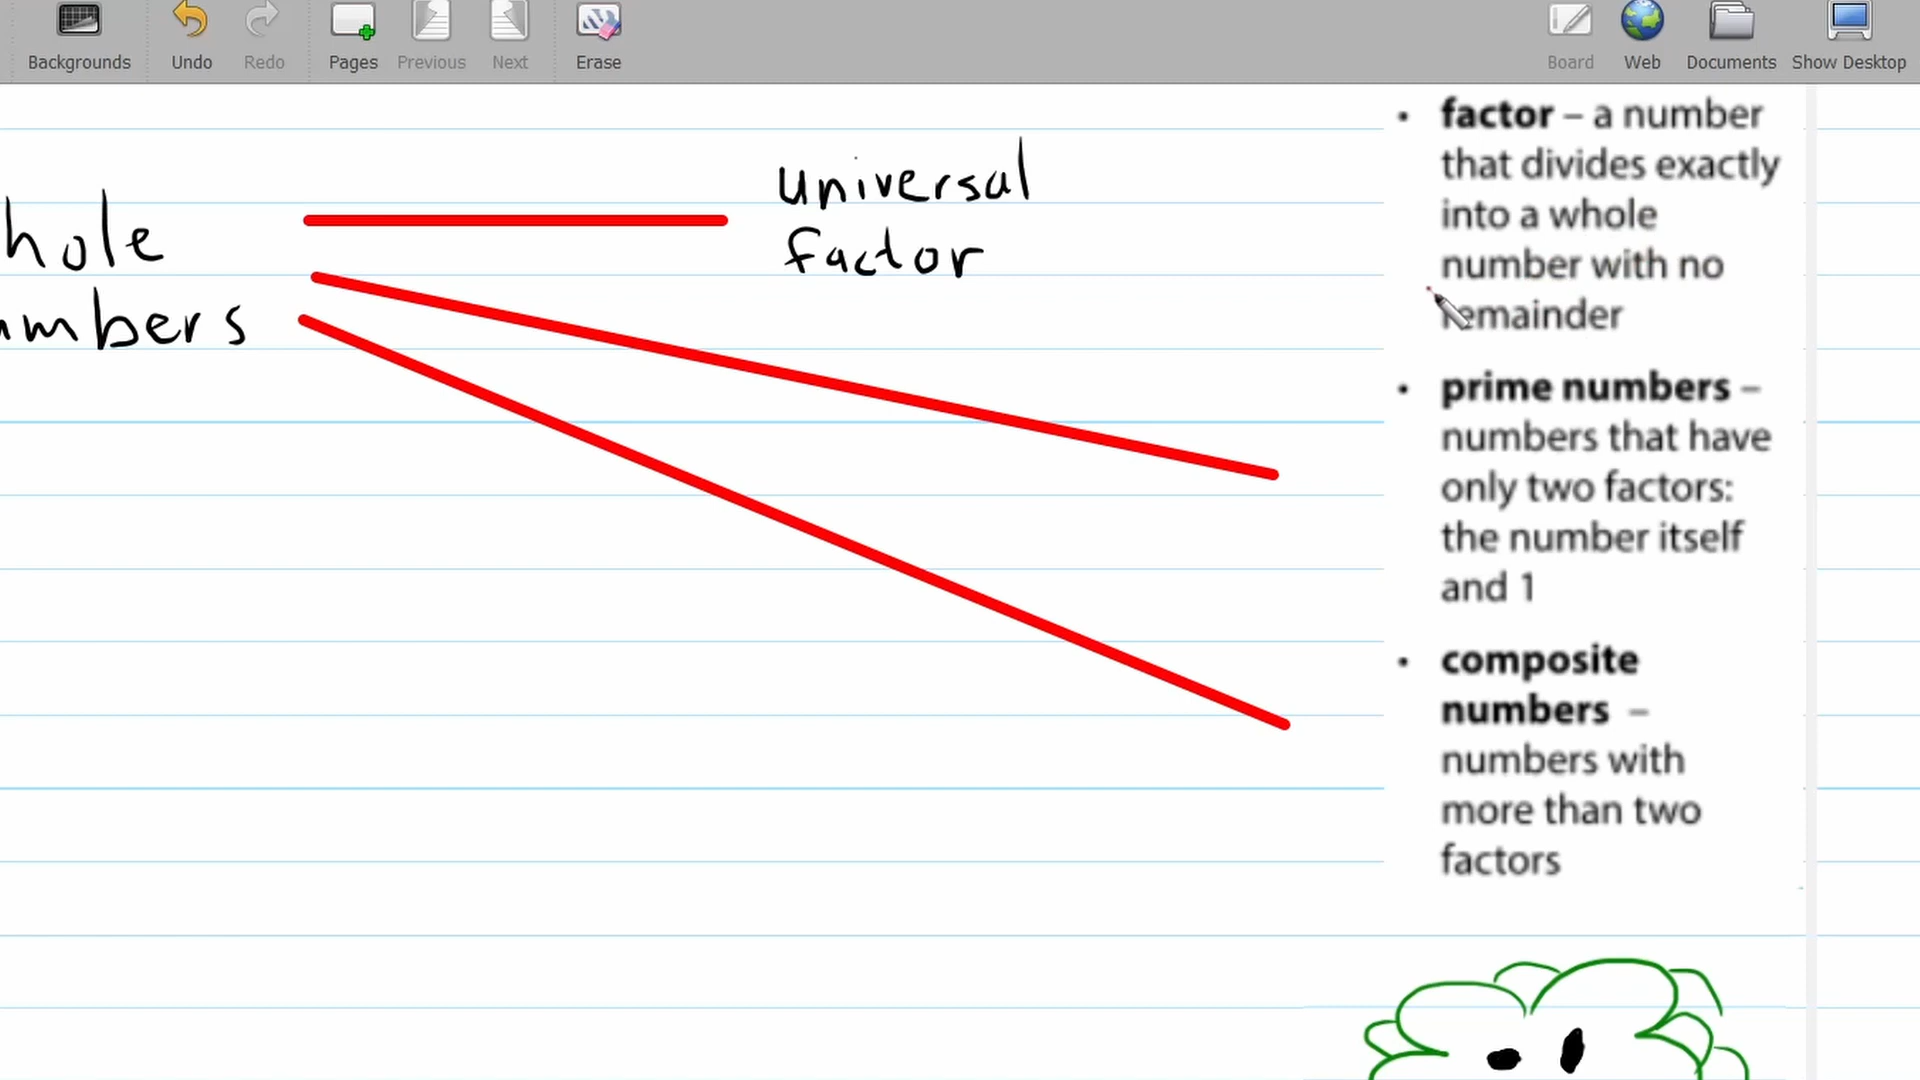 Backgrounds Undo Redo Pages Previous Next Erase Board Web Documents Show Desktop
hole
umbers
universal
factor
• factor – a number
that divides exactly
into a whole
number with no
remainder
• prime numbers –
numbers that have
only two factors:
the number itself
and 1
• composite
numbers –
numbers with
more than two
factors